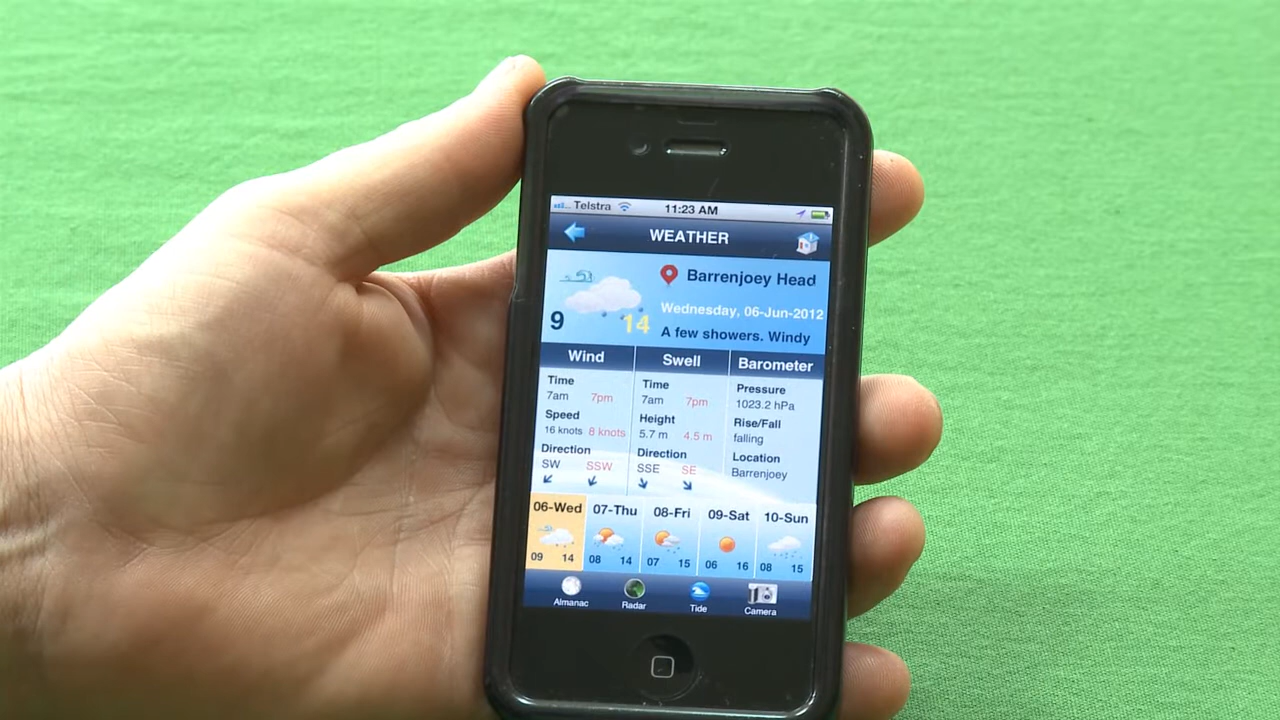 Telstra 11:23 AM
WEATHER
Barrenjoey Head
Wednesday, 06-Jun-2012
9 14
A few showers. Windy
Wind Swell Barometer
Time Time Pressure
7am 7pm 7am 7pm 1023.2 hPa
Speed Height Rise/Fall
16 knots 8 knots 5.7 m 4.5 m falling
Direction Direction Location
SW SSW SSE SE Barrenjoey
06-Wed 07-Thu 08-Fri 09-Sat 10-Sun
09 14 08 14 07 15 06 16 08 15
Almanac Radar Tide Camera